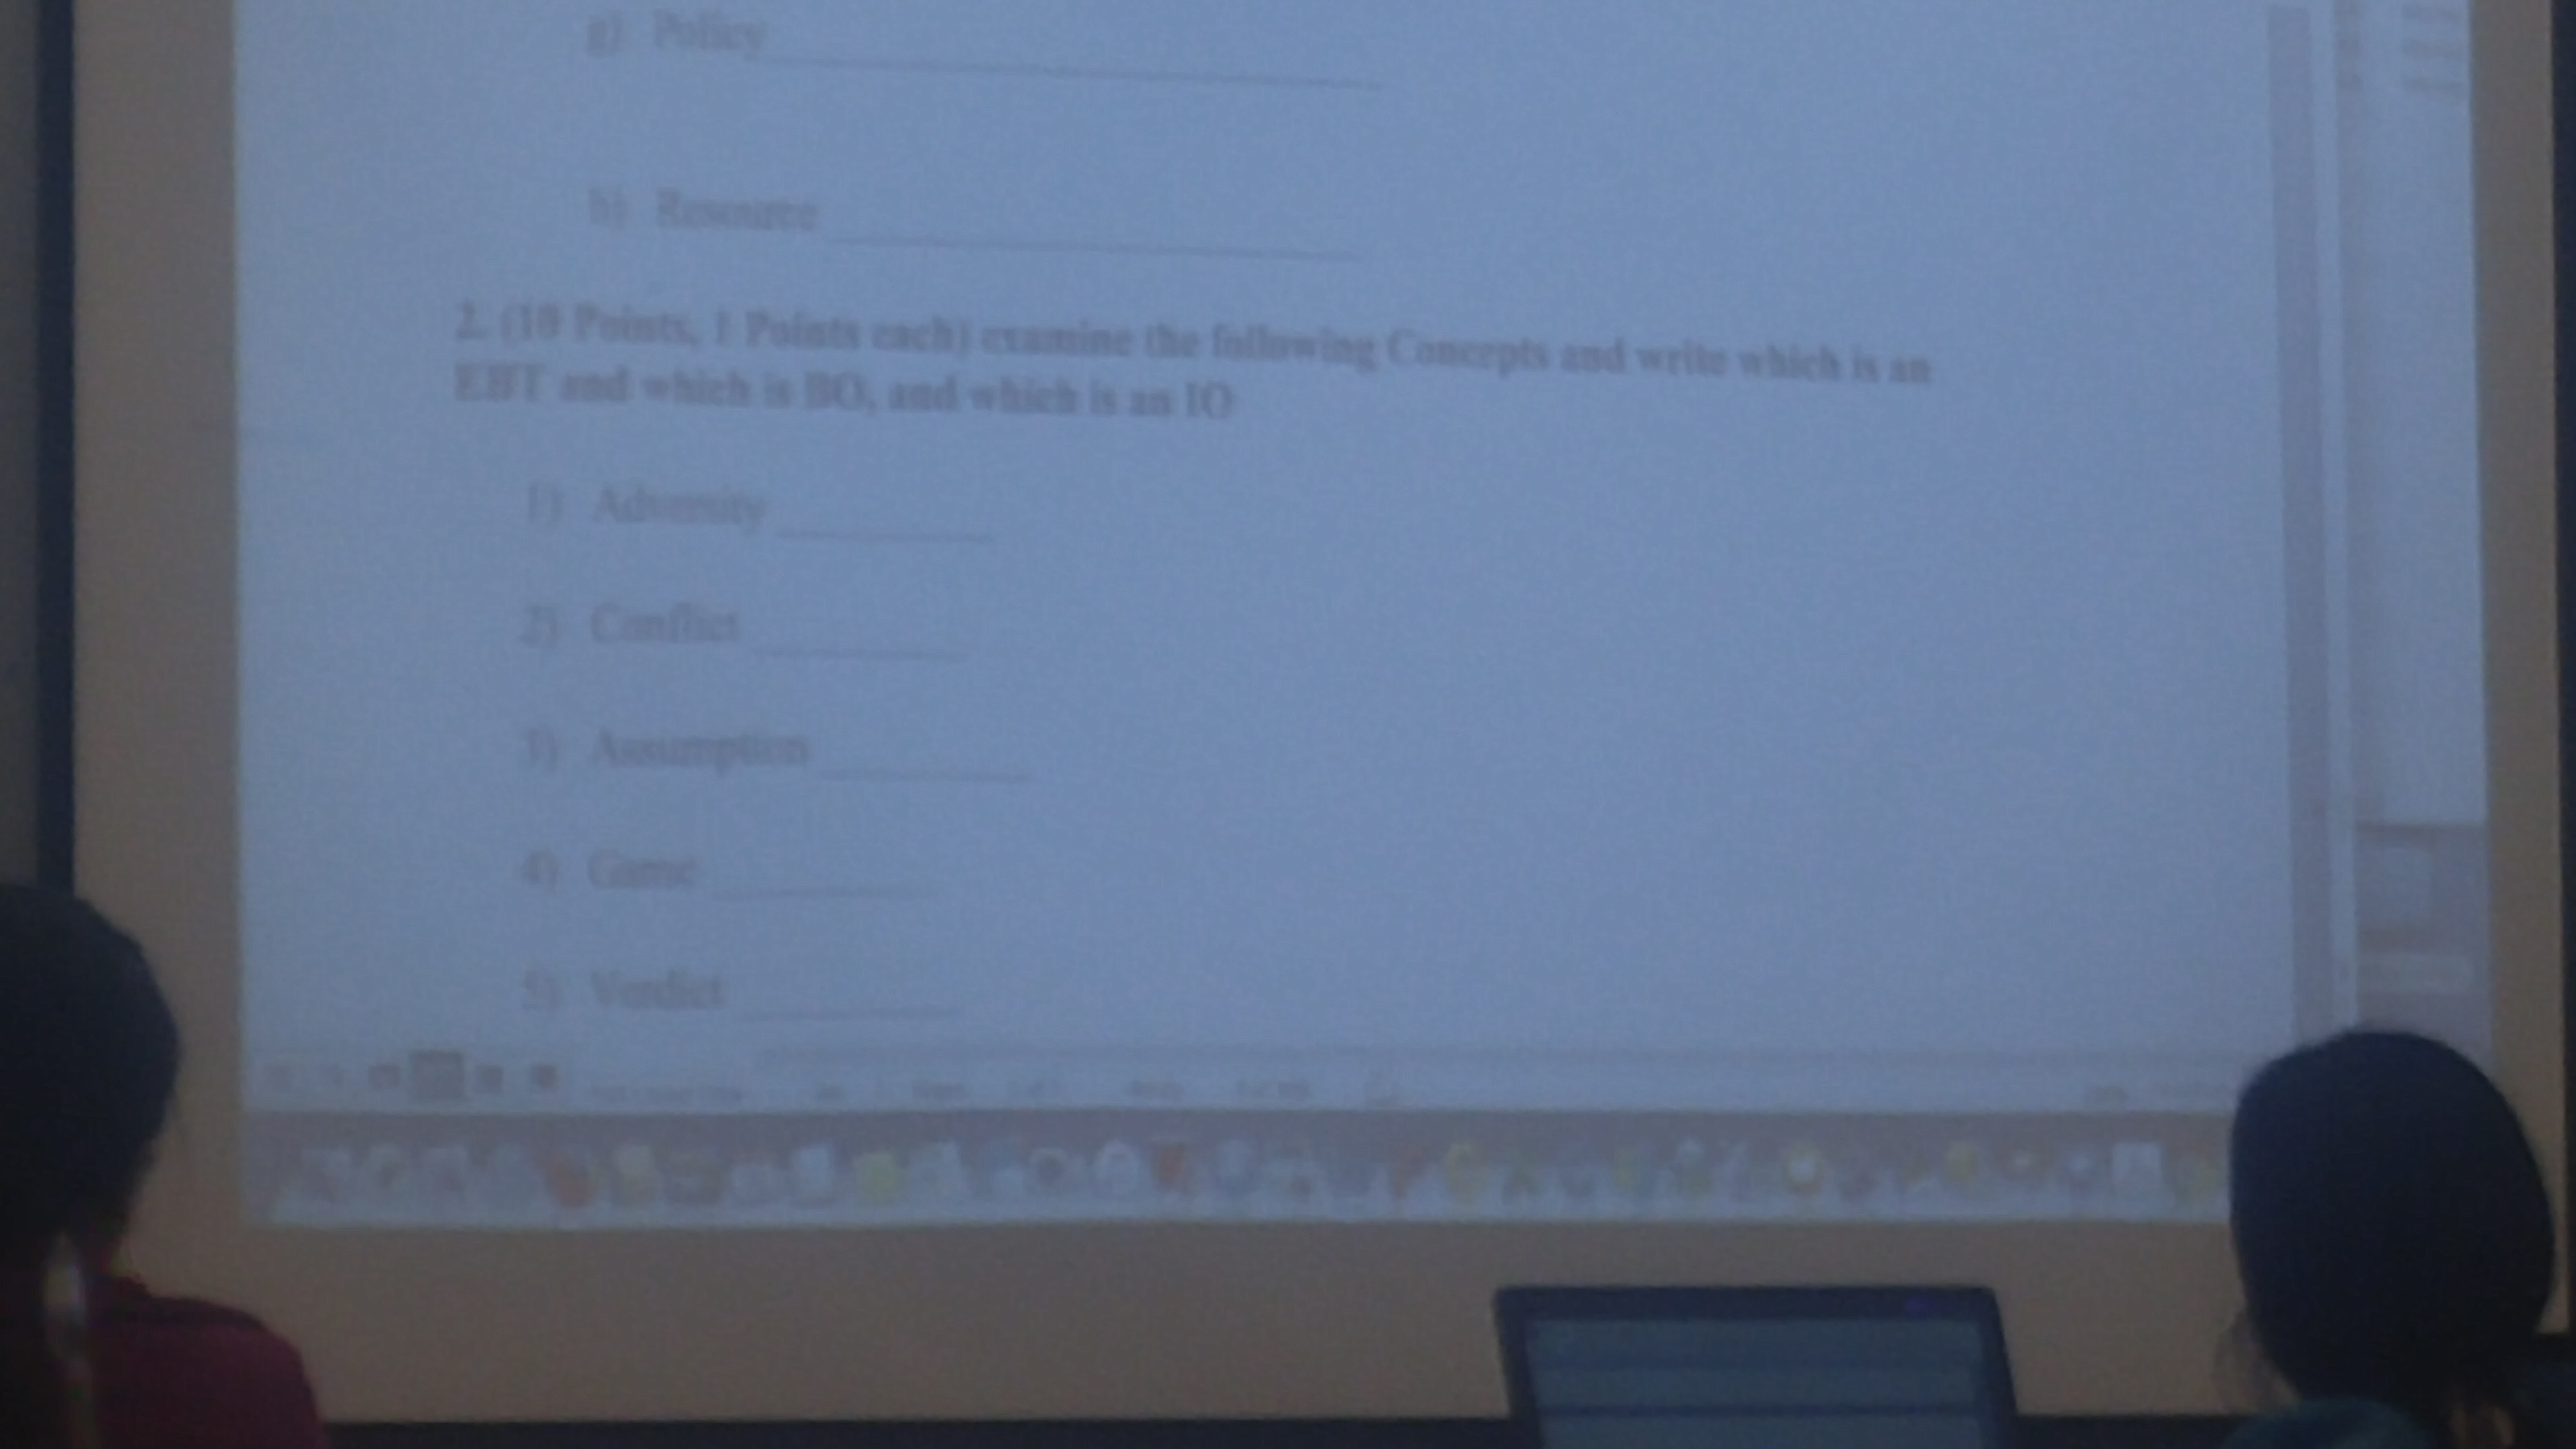 g) Policy
h) Resource
2. (10 Points, 1 Points each) examine the following Concepts and write which is an
EBT and which is BO, and which is an IO
1) Adversity
2) Conflict
3) Assumption
4) Game
5) Verdict